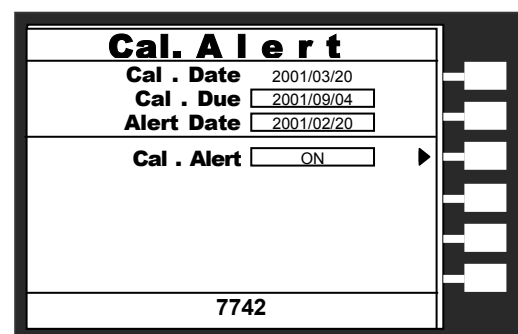 Cal. Alert
Cal . Date 2001/03/20
Cal . Due 2001/09/04
Alert Date 2001/02/20
Cal . Alert ON
7742